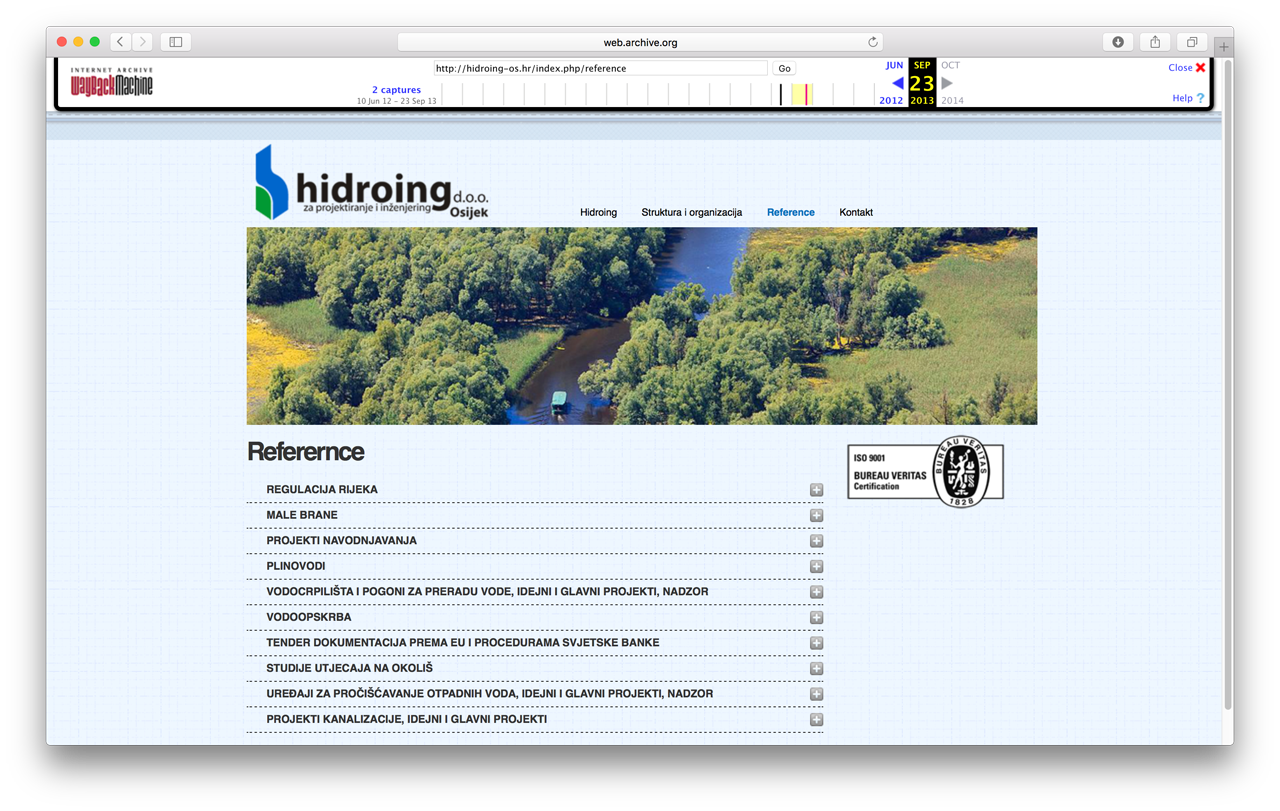 web.archive.org
INTERNET ARCHIVE
WayBackMachine
http://hidroing-os.hr/index.php/reference
Go
JUN
SEP
OCT
Close
2 captures
23
10 Jun 12 – 23 Sep 13
2012
2013
2014
Help ?
hidroing d.o.o.
za projektiranje i inženjering Osijek
Hidroing
Struktura i organizacija
Reference
Kontakt
Referernce
ISO 9001
BUREAU VERITAS
Certification
BUREAU VERITAS
1828
REGULACIJA RIJEKA
MALE BRANE
PROJEKTI NAVODNJAVANJA
PLINOVODI
VODOCRPILIŠTA I POGONI ZA PRERADU VODE, IDEJNI I GLAVNI PROJEKTI, NADZOR
VODOOPSKRBA
TENDER DOKUMENTACIJA PREMA EU I PROCEDURAMA SVJETSKE BANKE
STUDIJE UTJECAJA NA OKOLIŠ
UREĐAJI ZA PROČIŠĆAVANJE OTPADNIH VODA, IDEJNI I GLAVNI PROJEKTI, NADZOR
PROJEKTI KANALIZACIJE, IDEJNI I GLAVNI PROJEKTI